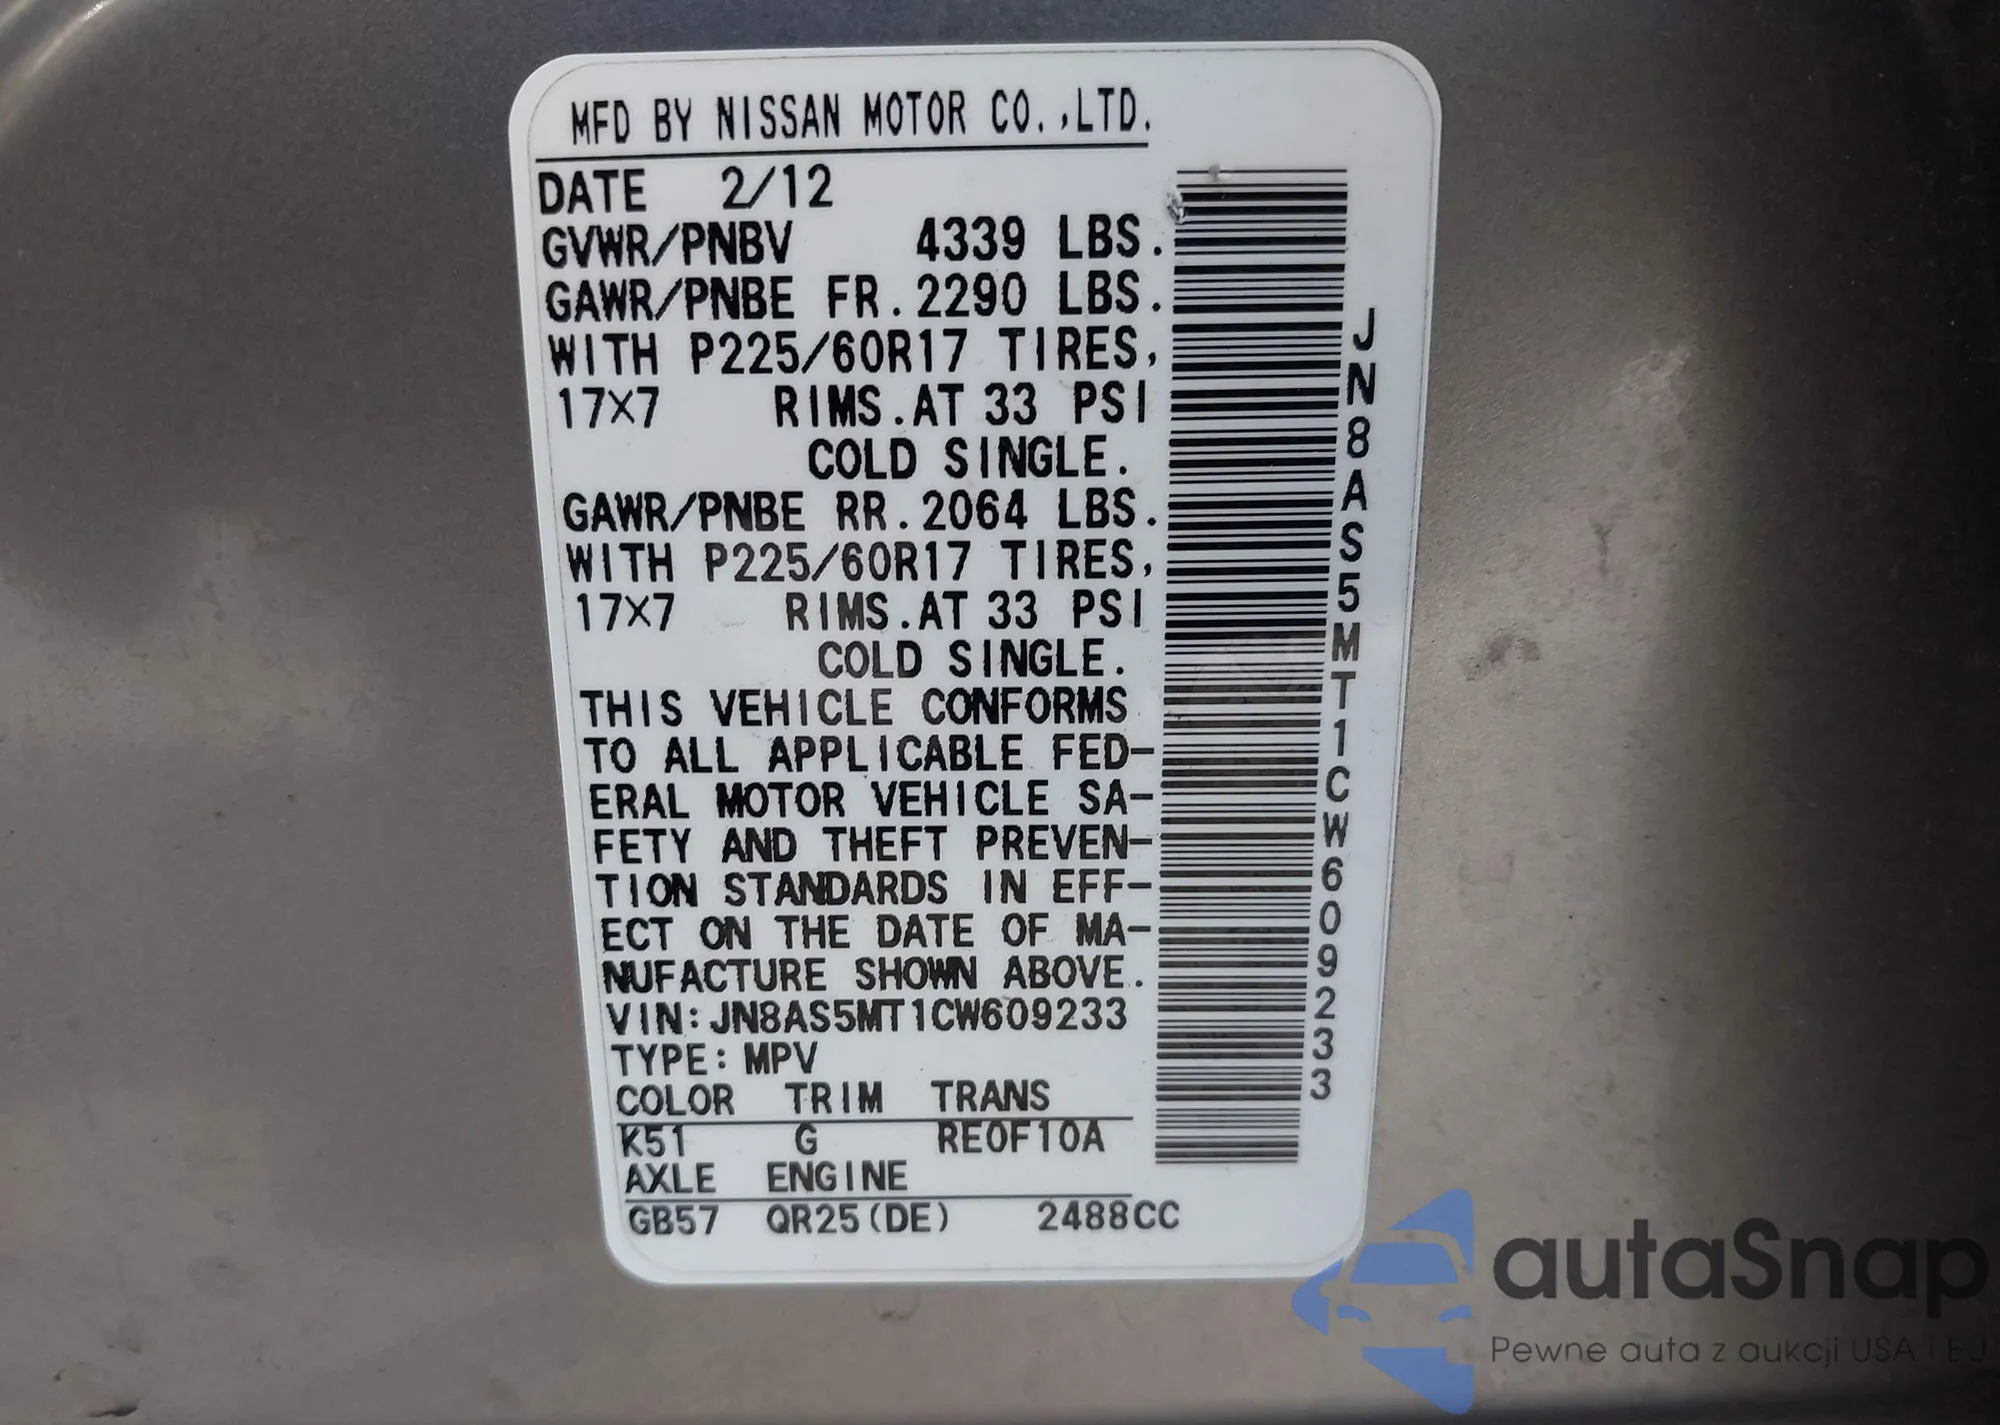 MFD BY NISSAN MOTOR CO.,LTD.
DATE 2/12
GVWR/PNBV 4339 LBS.
GAWR/PNBE FR.2290 LBS.
WITH P225/60R17 TIRES,
17X7 RIMS.AT 33 PSI
COLD SINGLE.
GAWR/PNBE RR.2064 LBS.
WITH P225/60R17 TIRES,
17X7 RIMS.AT 33 PSI
COLD SINGLE.
THIS VEHICLE CONFORMS
TO ALL APPLICABLE FED-
ERAL MOTOR VEHICLE SA-
FETY AND THEFT PREVEN-
TION STANDARDS IN EFF-
ECT ON THE DATE OF MA-
NUFACTURE SHOWN ABOVE.
VIN:JN8AS5MT1CW609233
TYPE:MPV
COLOR TRIM TRANS
K51 G RE0F10A
AXLE ENGINE
GB57 QR25(DE) 2488CC
JN8AS5MT1CW609233
autaSnap
Pewne auta z aukcji USA i EU